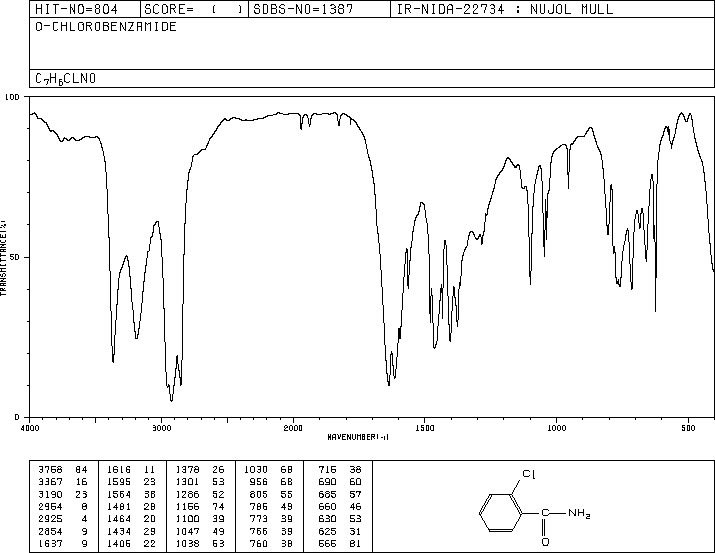 HIT-NO=804 SCORE= ( ) SDBS-NO=1387 IR-NIDA-22734 : NUJOL MULL
O-CHLOROBENZAMIDE
C7H6CLNO
100
50
0
TRANSMITTANCE(%)
4000 3000 2000 1500 1000 500
WAVENUMBER(-1)
3768 84 1616 11 1378 26 1030 68 715 38
3367 16 1595 23 1301 53 956 68 690 60
3190 23 1564 38 1286 52 805 55 685 57
2954 8 1481 28 1156 74 786 49 660 46
2925 4 1464 20 1100 39 773 39 630 53
2854 9 1434 29 1047 49 766 39 625 31
1637 9 1406 22 1038 53 760 38 566 81
Cl
C—NH2
O